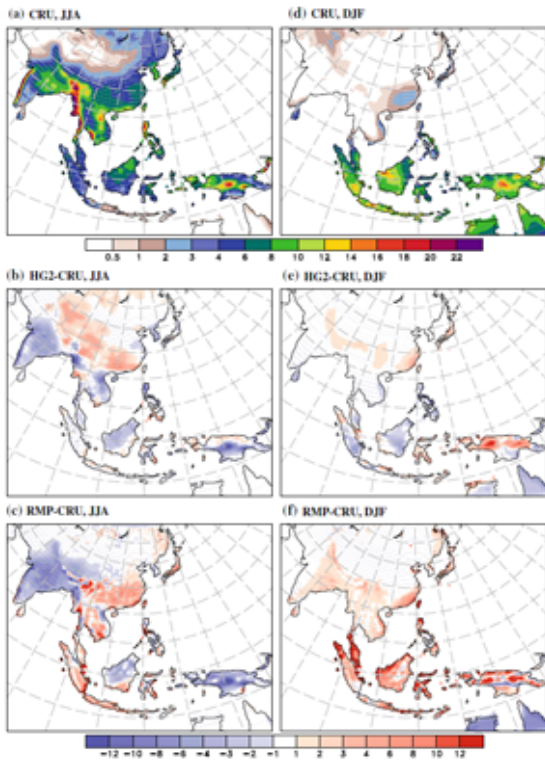 (a) CRU, JJA
(d) CRU, DJF
0.5 1 2 3 4 6 8 10 12 14 16 18 20 22
(b) HG2-CRU, JJA
(e) HG2-CRU, DJF
(c) RMP-CRU, JJA
(f) RMP-CRU, DJF
−12 −10 −8 −4 −2 −1 1 2 3 4 6 8 10 12